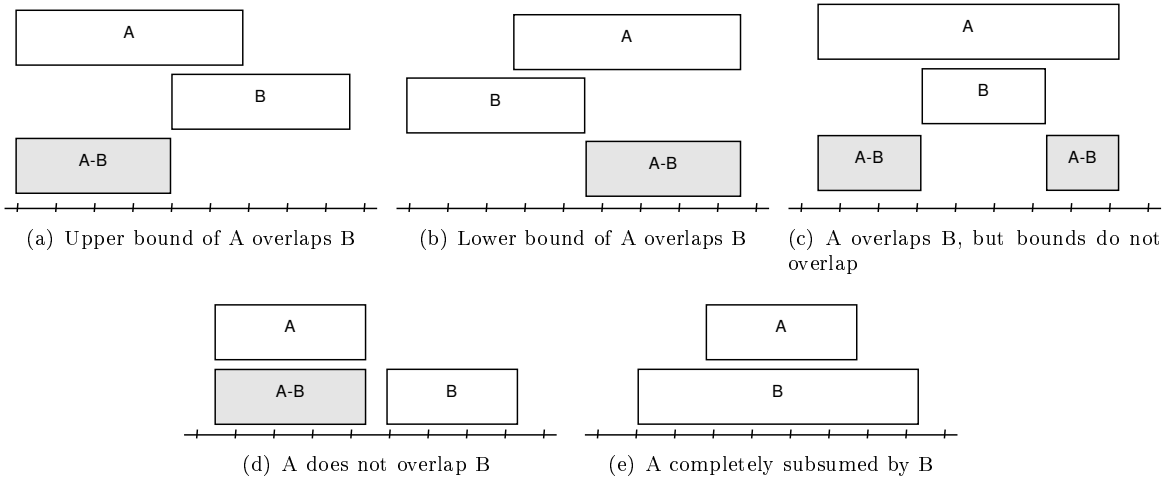 A
B
A-B
(a) Upper bound of A overlaps B
A
B
A-B
(b) Lower bound of A overlaps B
A
B
A-B
A-B
(c) A overlaps B, but bounds do not
overlap
A
A-B
B
(d) A does not overlap B
A
B
(e) A completely subsumed by B